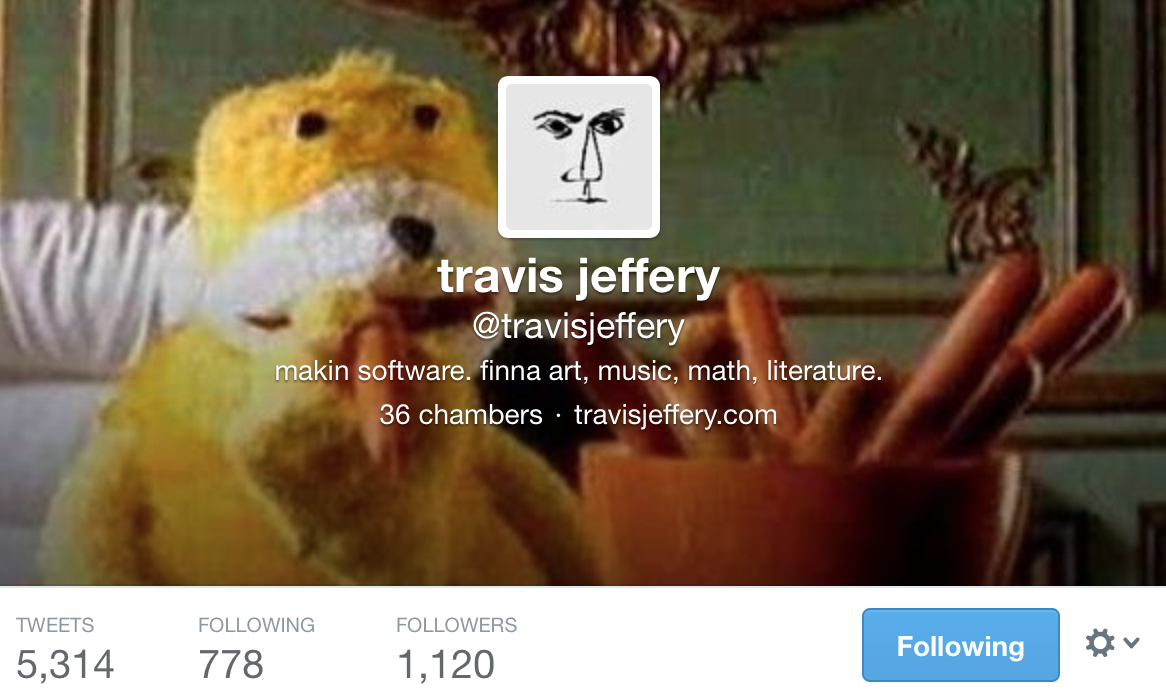 travis jeffery
@travisjeffery
makin software. finna art, music, math, literature.
36 chambers · travisjeffery.com
TWEETS FOLLOWING FOLLOWERS
5,314 778 1,120
Following